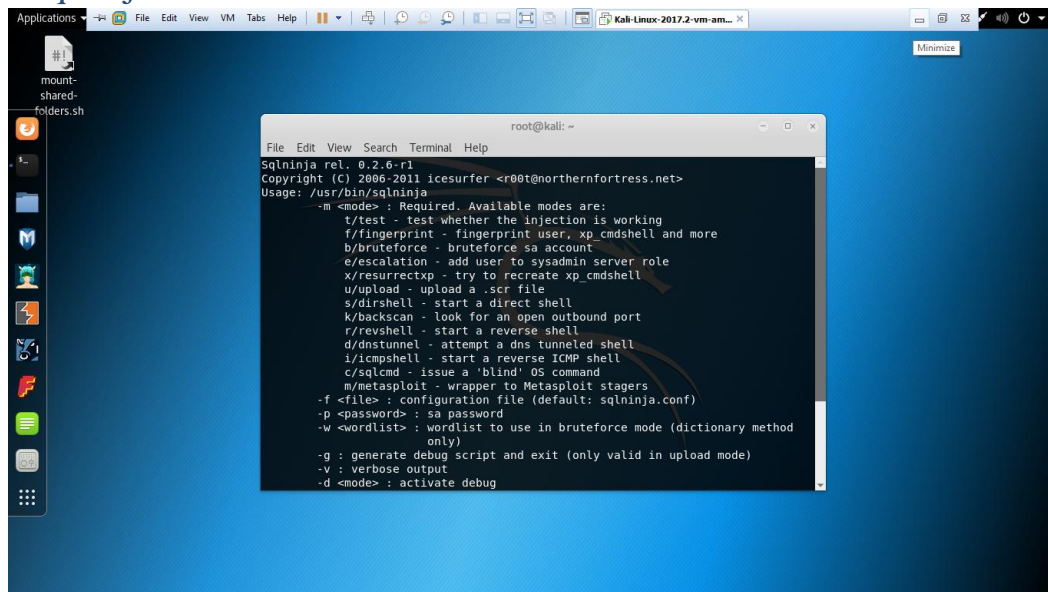 Applications File Edit View VM Tabs Help Kali-Linux-2017.2-vm-am...
Minimize
mount-
shared-
folders.sh
root@kali: ~
File Edit View Search Terminal Help
Sqlninja rel. 0.2.6-r1
Copyright (C) 2006-2011 icesurfer <r00t@northernfortress.net>
Usage: /usr/bin/sqlninja
-m <mode> : Required. Available modes are:
t/test - test whether the injection is working
f/fingerprint - fingerprint user, xp_cmdshell and more
b/bruteforce - bruteforce sa account
e/escalation - add user to sysadmin server role
x/resurrectxp - try to recreate xp_cmdshell
u/upload - upload a .scr file
s/dirshell - start a direct shell
k/backscan - look for an open outbound port
r/revshell - start a reverse shell
d/dnstunnel - attempt a dns tunneled shell
i/icmpshell - start a reverse ICMP shell
c/sqlcmd - issue a 'blind' OS command
m/metasploit - wrapper to Metasploit stagers
-f <file> : configuration file (default: sqlninja.conf)
-p <password> : sa password
-w <wordlist> : wordlist to use in bruteforce mode (dictionary method
only)
-g : generate debug script and exit (only valid in upload mode)
-v : verbose output
-d <mode> : activate debug